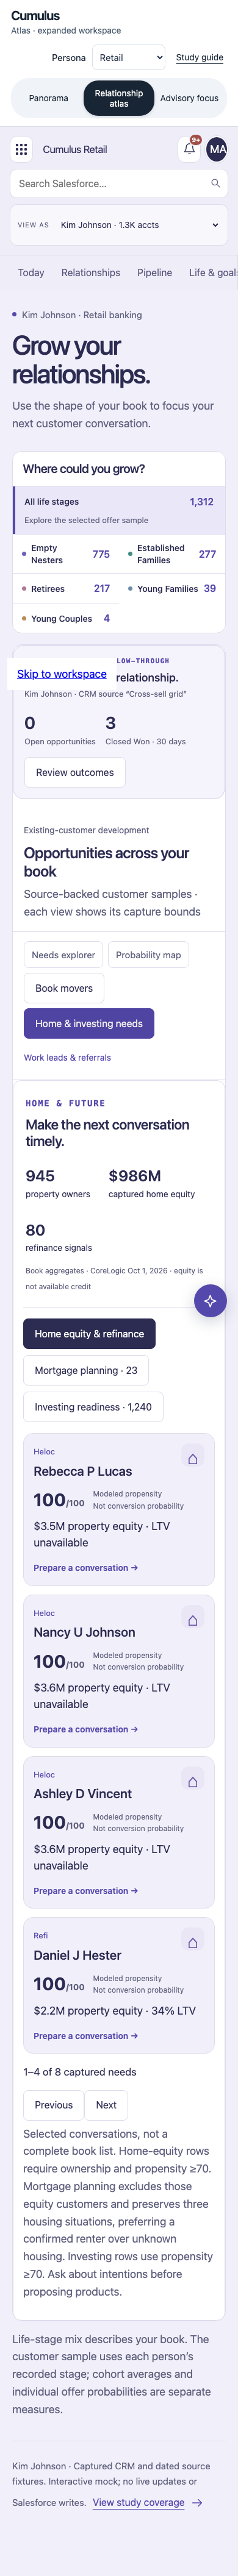 Cumulus
Atlas · expanded workspace
Persona Retail Study guide
Panorama Relationship atlas Advisory focus
Cumulus Retail 9+ MA
Search Salesforce...
VIEW AS Kim Johnson · 1.3K accts
Today Relationships Pipeline Life & goals
Kim Johnson · Retail banking
Grow your
relationships.
Use the shape of your book to focus your
next customer conversation.
Where could you grow?
All life stages 1,312
Explore the selected offer sample
Empty Nesters 775
Established Families 277
Retirees 217
Young Families 39
Young Couples 4
LOW-THROUGH
Skip to workspace relationship.
Kim Johnson · CRM source "Cross-sell grid"
0 3
Open opportunities Closed Won · 30 days
Review outcomes
Existing-customer development
Opportunities across your
book
Source-backed customer samples ·
each view shows its capture bounds
Needs explorer Probability map
Book movers
Home & investing needs
Work leads & referrals
HOME & FUTURE
Make the next conversation
timely.
945 $986M
property owners captured home equity
80
refinance signals
Book aggregates · CoreLogic Oct 1, 2026 · equity is
not available credit
Home equity & refinance
Mortgage planning · 23
Investing readiness · 1,240
Heloc
Rebecca P Lucas
100/100 Modeled propensity
Not conversion probability
$3.5M property equity · LTV
unavailable
Prepare a conversation →
Heloc
Nancy U Johnson
100/100 Modeled propensity
Not conversion probability
$3.6M property equity · LTV
unavailable
Prepare a conversation →
Heloc
Ashley D Vincent
100/100 Modeled propensity
Not conversion probability
$3.6M property equity · LTV
unavailable
Prepare a conversation →
Refi
Daniel J Hester
100/100 Modeled propensity
Not conversion probability
$2.2M property equity · 34% LTV
Prepare a conversation →
1–4 of 8 captured needs
Previous Next
Selected conversations, not a
complete book list. Home-equity rows
require ownership and propensity ≥70.
Mortgage planning excludes those
equity customers and preserves three
housing situations, preferring a
confirmed renter over unknown
housing. Investing rows use propensity
≥70. Ask about intentions before
proposing products.
Life-stage mix describes your book. The
customer sample uses each person's
recorded stage; cohort averages and
individual offer probabilities are separate
measures.
Kim Johnson · Captured CRM and dated source
fixtures. Interactive mock; no live updates or
Salesforce writes. View study coverage →